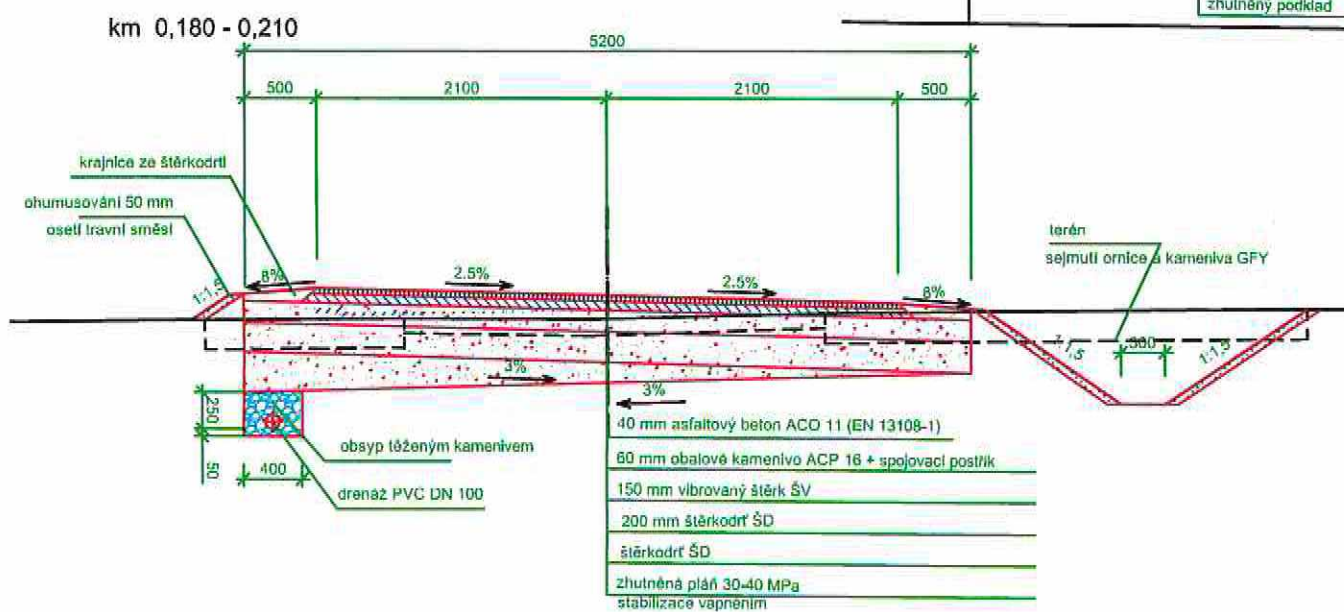 zhutněný podklad
km 0,180 - 0,210
5200
500
2100
2100
500
krajnice ze štěrkodrti
ohumusování 50 mm
osetí travní směsí
terén
sejmutí ornice a kameniva GFY
1:1,5
8%
2.5%
2.5%
8%
1:1,5
300
1:1,5
3%
3%
250
50
400
obsyp těženým kamenivem
drenáž PVC DN 100
40 mm asfaltový beton ACO 11 (EN 13108-1)
60 mm obalové kamenivo ACP 16 + spojovací postřik
150 mm vibrovaný štěrk ŠV
200 mm štěrkodrť ŠD
štěrkodrť ŠD
zhutněná pláň 30-40 MPa
stabilizace vápněním